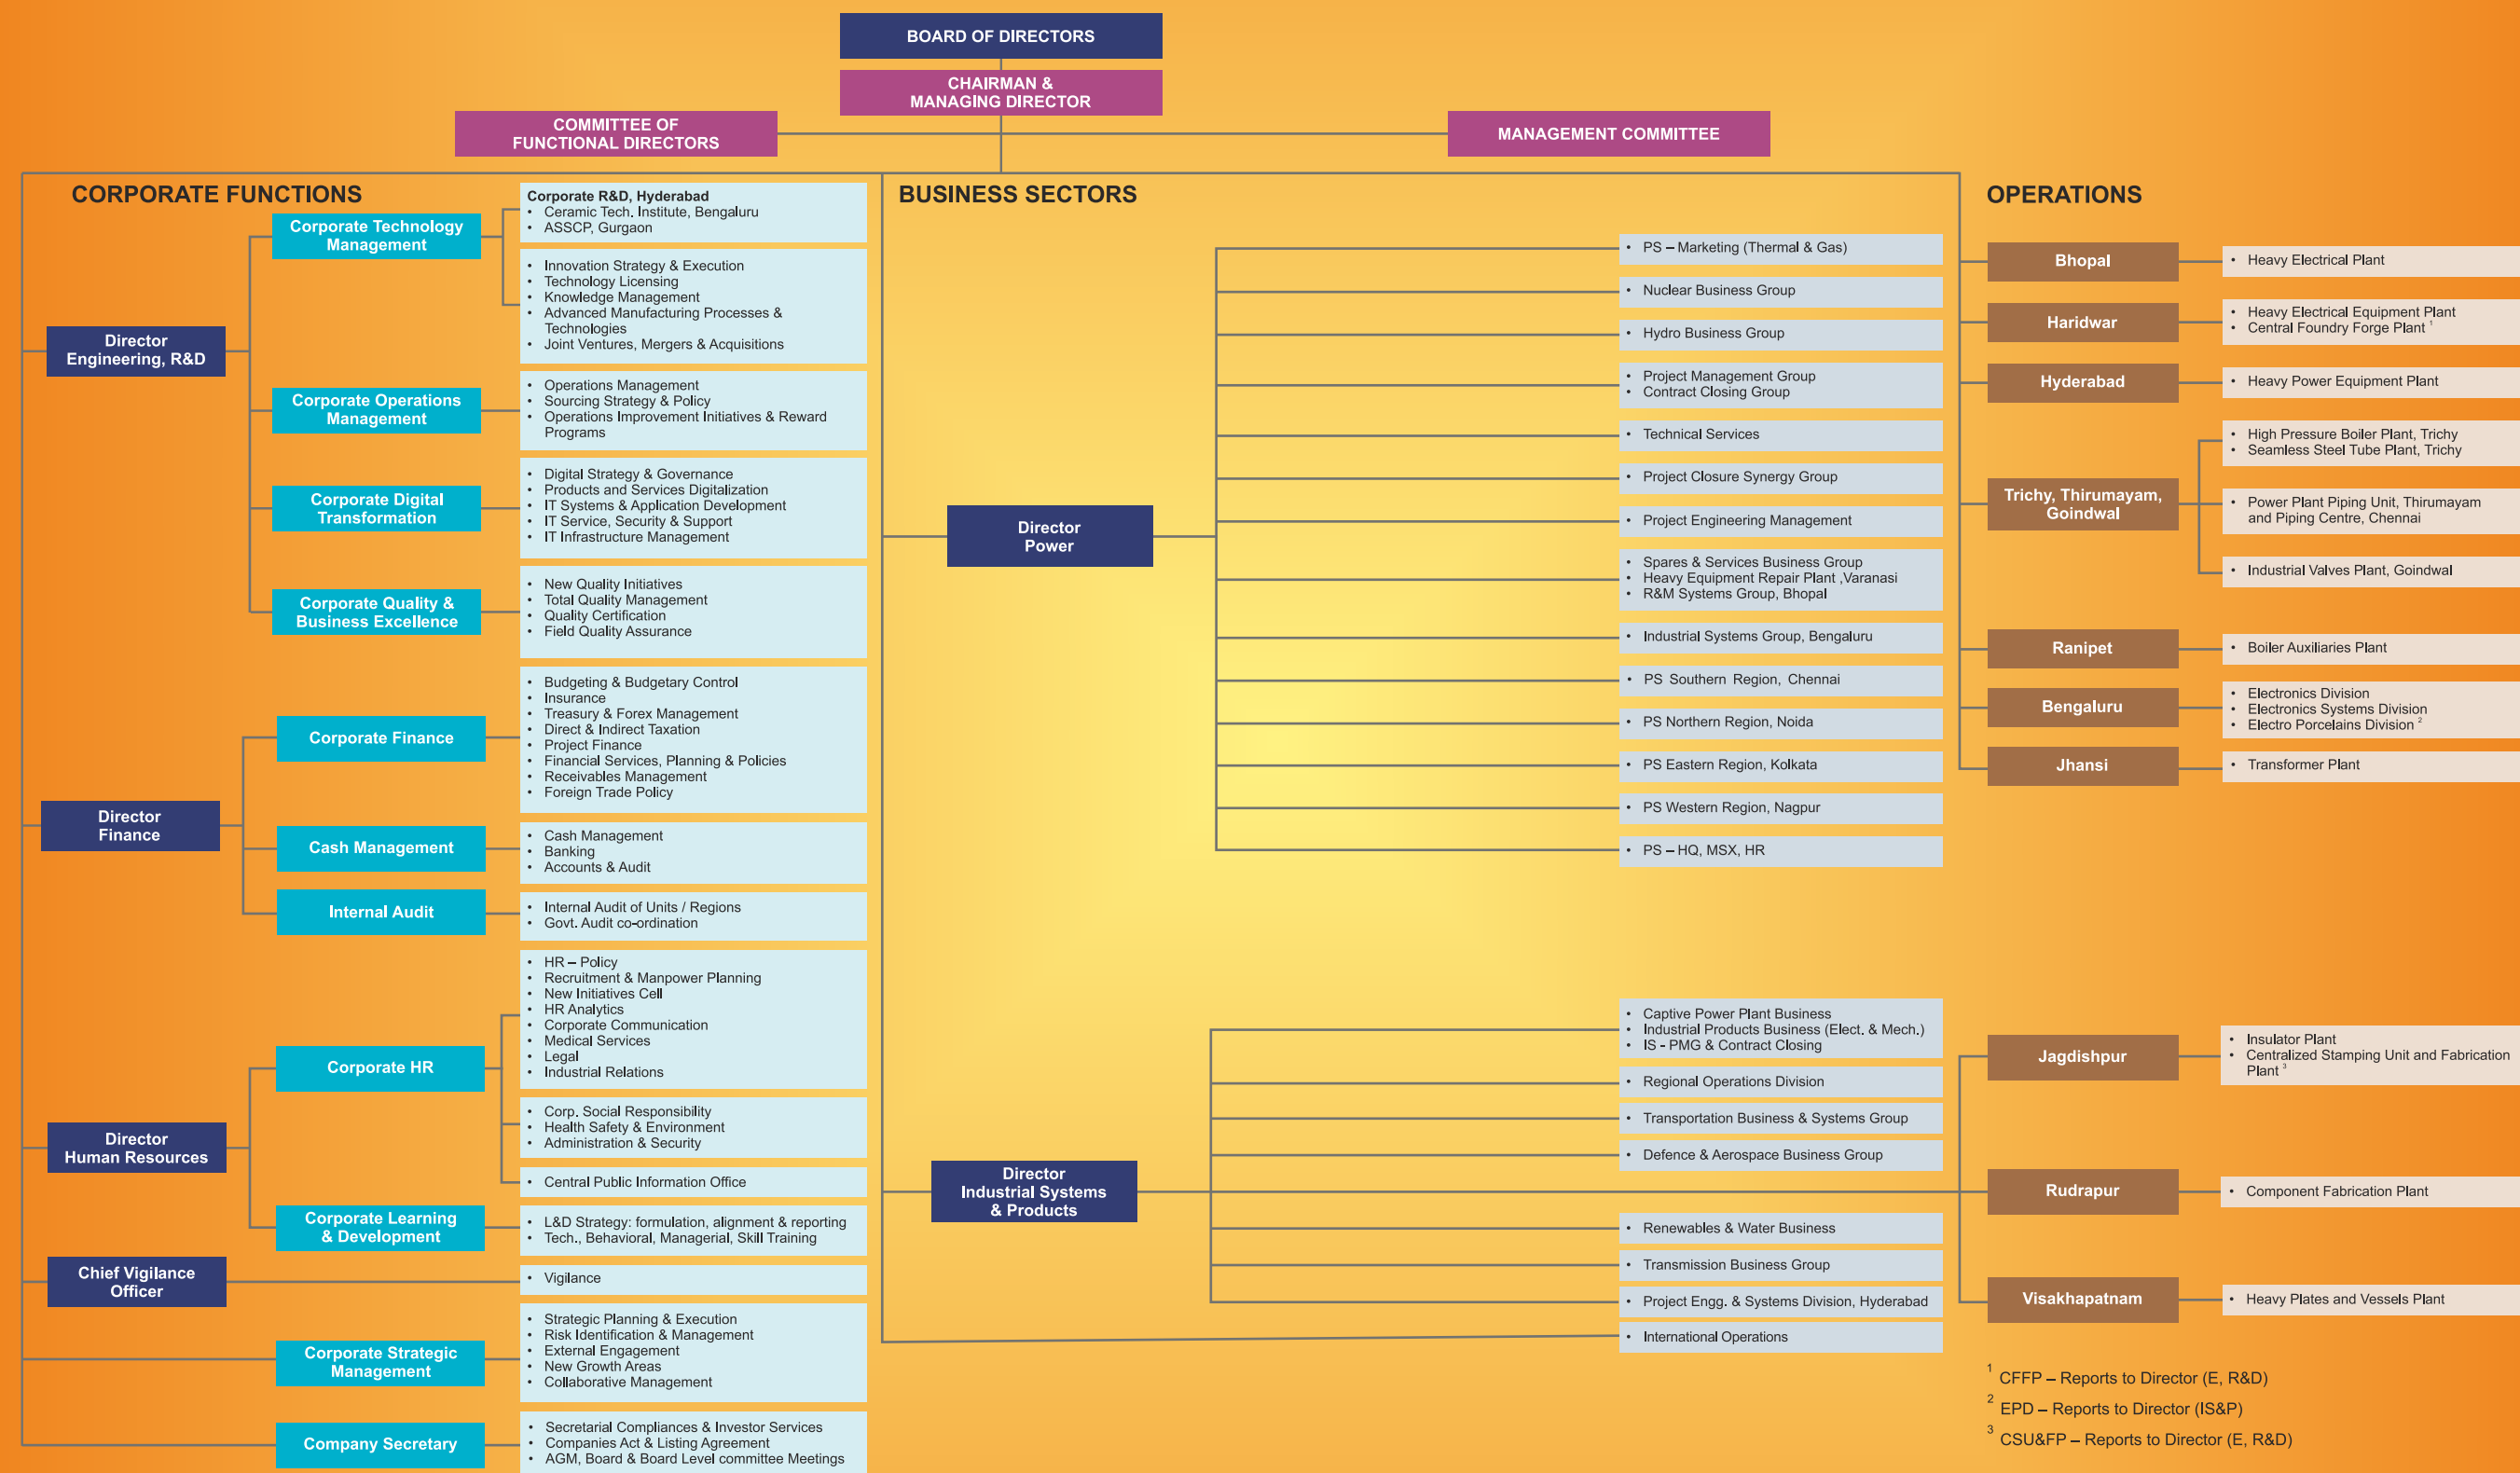 BOARD OF DIRECTORS
CHAIRMAN &
MANAGING DIRECTOR
COMMITTEE OF
FUNCTIONAL DIRECTORS
MANAGEMENT COMMITTEE
CORPORATE FUNCTIONS
Director
Engineering, R&D
Corporate Technology
Management
Corporate R&D, Hyderabad
• Ceramic Tech. Institute, Bengaluru
• ASSCP, Gurgaon
• Innovation Strategy & Execution
• Technology Licensing
• Knowledge Management
• Advanced Manufacturing Processes &
Technologies
• Joint Ventures, Mergers & Acquisitions
Corporate Operations
Management
• Operations Management
• Sourcing Strategy & Policy
• Operations Improvement Initiatives & Reward
Programs
Corporate Digital
Transformation
• Digital Strategy & Governance
• Products and Services Digitalization
• IT Systems & Application Development
• IT Service, Security & Support
• IT Infrastructure Management
Corporate Quality &
Business Excellence
• New Quality Initiatives
• Total Quality Management
• Quality Certification
• Field Quality Assurance
Director
Finance
Corporate Finance
• Budgeting & Budgetary Control
• Insurance
• Treasury & Forex Management
• Direct & Indirect Taxation
• Project Finance
• Financial Services, Planning & Policies
• Receivables Management
• Foreign Trade Policy
Cash Management
• Cash Management
• Banking
• Accounts & Audit
Internal Audit
• Internal Audit of Units / Regions
• Govt. Audit co-ordination
Director
Human Resources
Corporate HR
• HR – Policy
• Recruitment & Manpower Planning
• New Initiatives Cell
• HR Analytics
• Corporate Communication
• Medical Services
• Legal
• Industrial Relations
• Corp. Social Responsibility
• Health Safety & Environment
• Administration & Security
• Central Public Information Office
Corporate Learning
& Development
• L&D Strategy: formulation, alignment & reporting
• Tech., Behavioral, Managerial, Skill Training
Chief Vigilance
Officer
• Vigilance
Corporate Strategic
Management
• Strategic Planning & Execution
• Risk Identification & Management
• External Engagement
• New Growth Areas
• Collaborative Management
Company Secretary
• Secretarial Compliances & Investor Services
• Companies Act & Listing Agreement
• AGM, Board & Board Level committee Meetings
BUSINESS SECTORS
Director
Power
• PS – Marketing (Thermal & Gas)
• Nuclear Business Group
• Hydro Business Group
• Project Management Group
• Contract Closing Group
• Technical Services
• Project Closure Synergy Group
• Project Engineering Management
• Spares & Services Business Group
• Heavy Equipment Repair Plant ,Varanasi
• R&M Systems Group, Bhopal
• Industrial Systems Group, Bengaluru
• PS Southern Region, Chennai
• PS Northern Region, Noida
• PS Eastern Region, Kolkata
• PS Western Region, Nagpur
• PS – HQ, MSX, HR
Director
Industrial Systems
& Products
• Captive Power Plant Business
• Industrial Products Business (Elect. & Mech.)
• IS - PMG & Contract Closing
• Regional Operations Division
• Transportation Business & Systems Group
• Defence & Aerospace Business Group
• Renewables & Water Business
• Transmission Business Group
• Project Engg. & Systems Division, Hyderabad
• International Operations
OPERATIONS
Bhopal
• Heavy Electrical Plant
Haridwar
• Heavy Electrical Equipment Plant
• Central Foundry Forge Plant 1
Hyderabad
• Heavy Power Equipment Plant
Trichy, Thirumayam,
Goindwal
• High Pressure Boiler Plant, Trichy
• Seamless Steel Tube Plant, Trichy
• Power Plant Piping Unit, Thirumayam
and Piping Centre, Chennai
• Industrial Valves Plant, Goindwal
Ranipet
• Boiler Auxiliaries Plant
Bengaluru
• Electronics Division
• Electronics Systems Division
• Electro Porcelains Division 2
Jhansi
• Transformer Plant
Jagdishpur
• Insulator Plant
• Centralized Stamping Unit and Fabrication
Plant 3
Rudrapur
• Component Fabrication Plant
Visakhapatnam
• Heavy Plates and Vessels Plant
1 CFFP – Reports to Director (E, R&D)
2 EPD – Reports to Director (IS&P)
3 CSU&FP – Reports to Director (E, R&D)